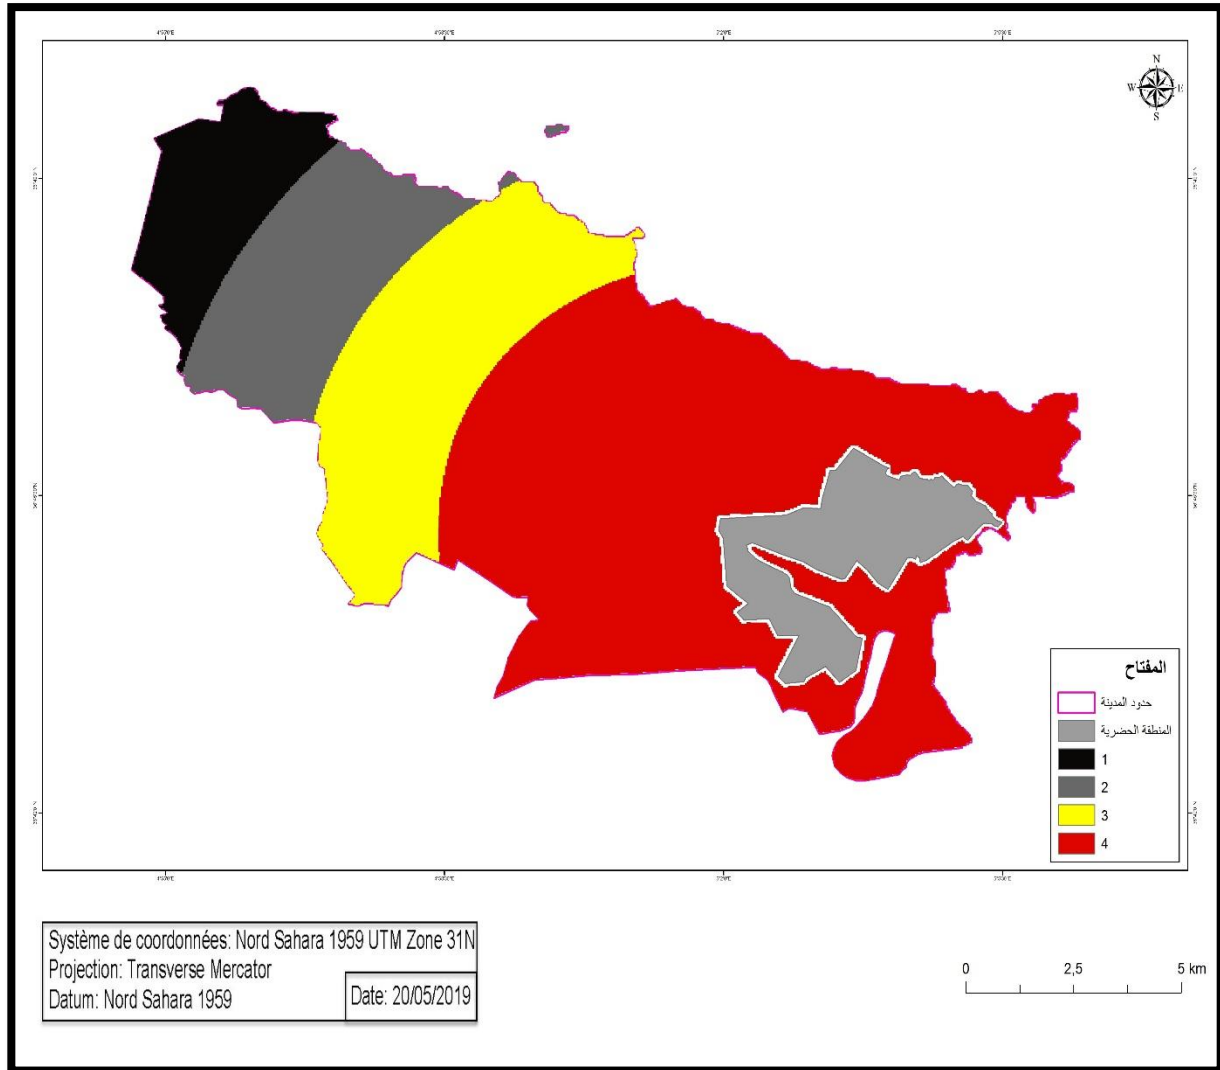 N
W E
S
المفتاح
حدود المدينة
المنطقة الحضرية
1
2
3
4
Système de coordonnées: Nord Sahara 1959 UTM Zone 31N
Projection: Transverse Mercator
Datum: Nord Sahara 1959
Date: 20/05/2019
0 2,5 5 km